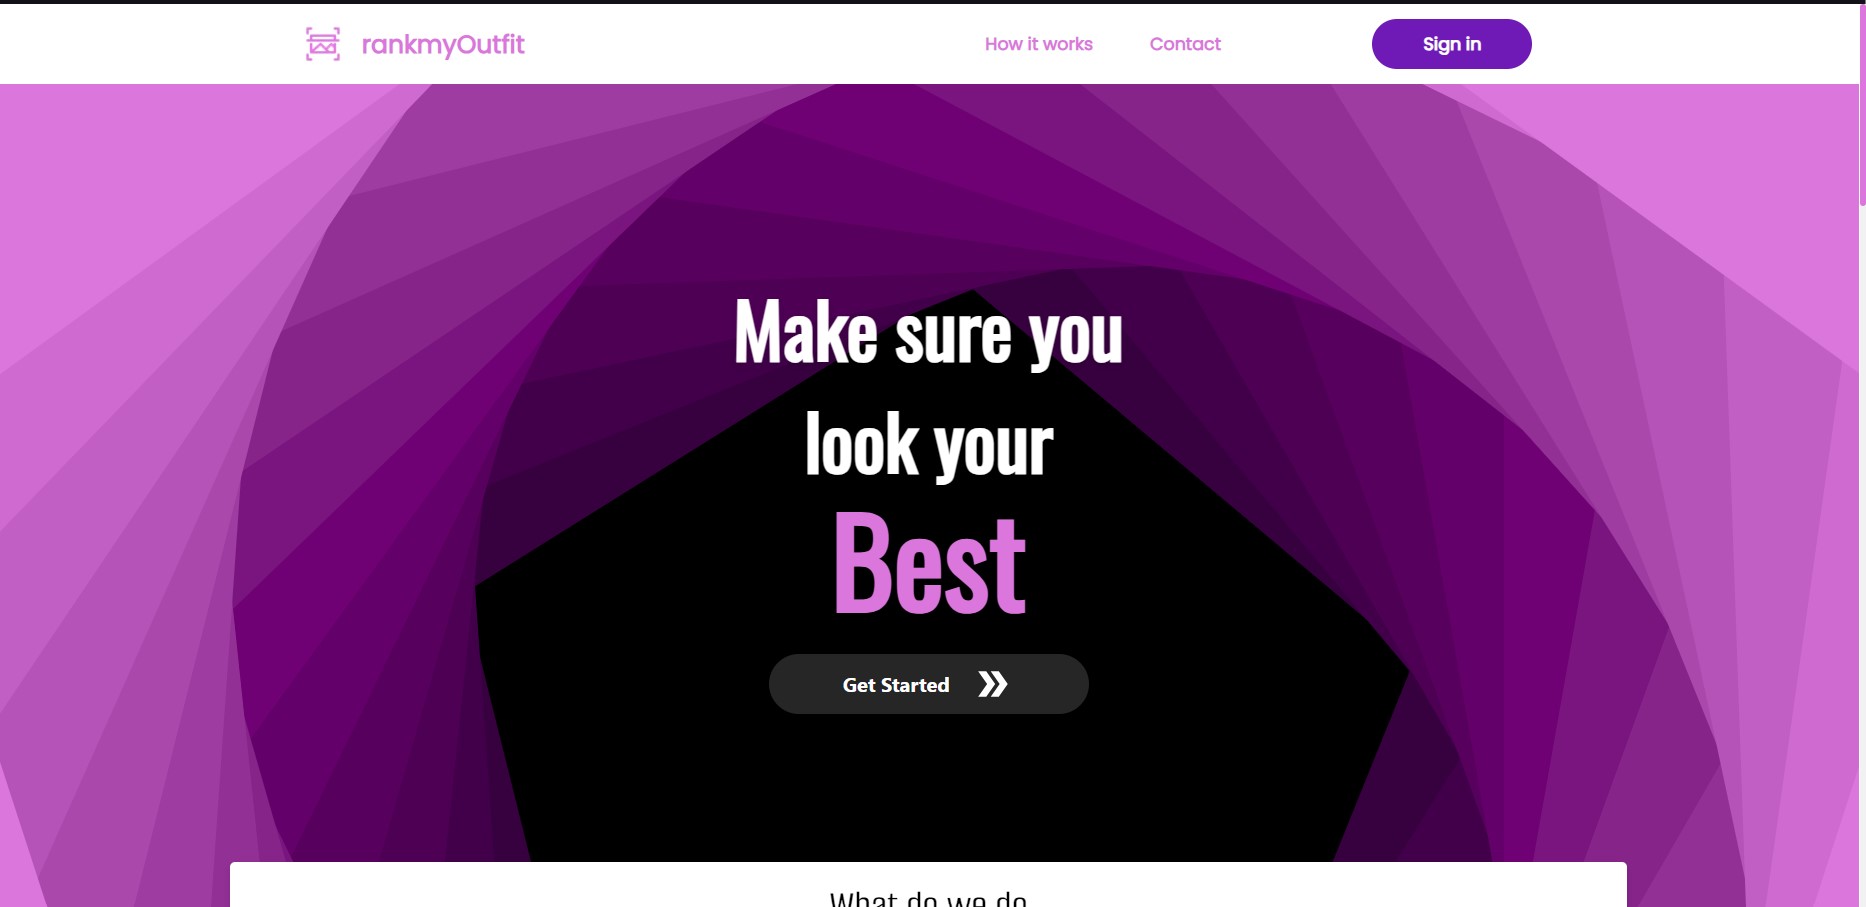 rankmyOutfit
How it works
Contact
Sign in
Make sure you
look your
Best
Get Started
What do we do